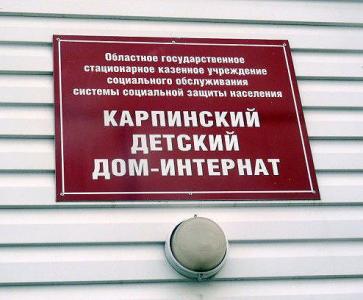 Областное государственное
стационарное казенное учреждение
социального обслуживания
системы социальной защиты населения
КАРПИНСКИЙ
ДЕТСКИЙ
ДОМ-ИНТЕРНАТ